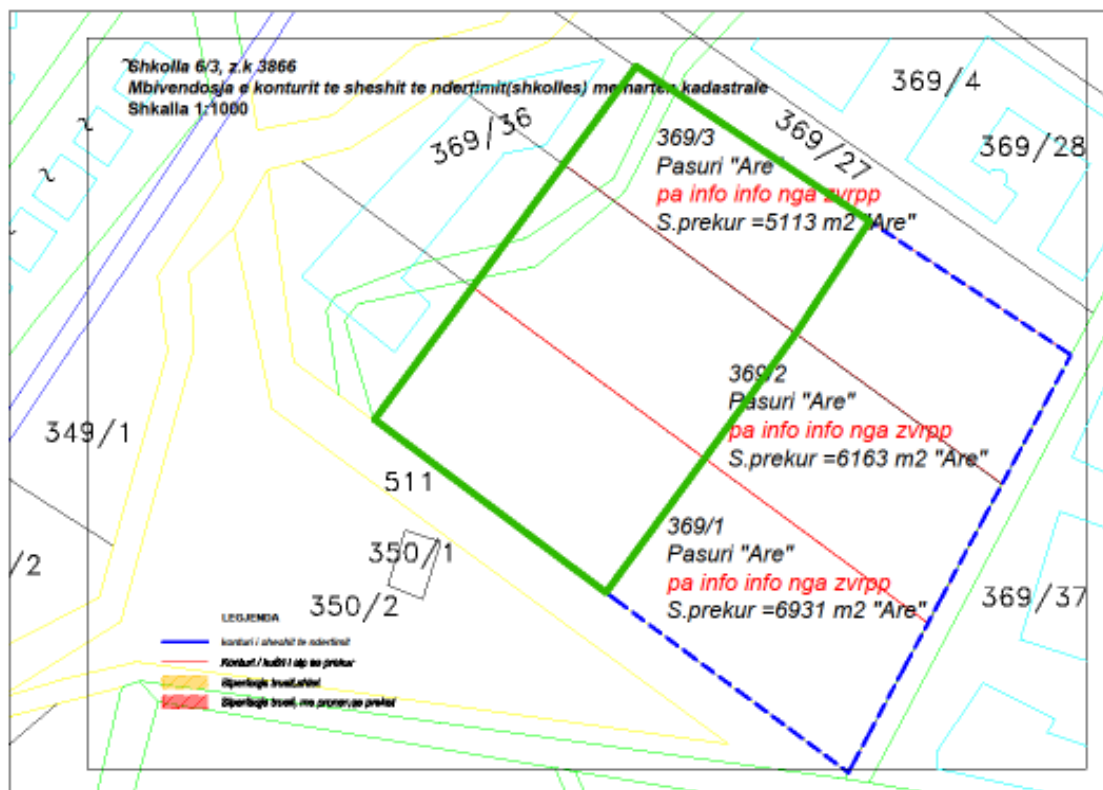 Shkolla 6/3, z.k 3866
Mbivendosja e konturit te sheshit te ndertimit(shkolles) me harten kadastrale
Shkalla 1:1000
369/4
369/36
369/27
369/28
369/3
Pasuri "Are"
pa info info nga zvrpp
S.prekur =5113 m2 "Are"
369/2
Pasuri "Are"
pa info info nga zvrpp
S.prekur =6163 m2 "Are"
349/1
511
369/1
Pasuri "Are"
pa info info nga zvrpp
S.prekur =6931 m2 "Are"
350/1
/2
350/2
369/37
LEGJENDA
konturi i sheshit te ndertimit
Konturi i kufirit i